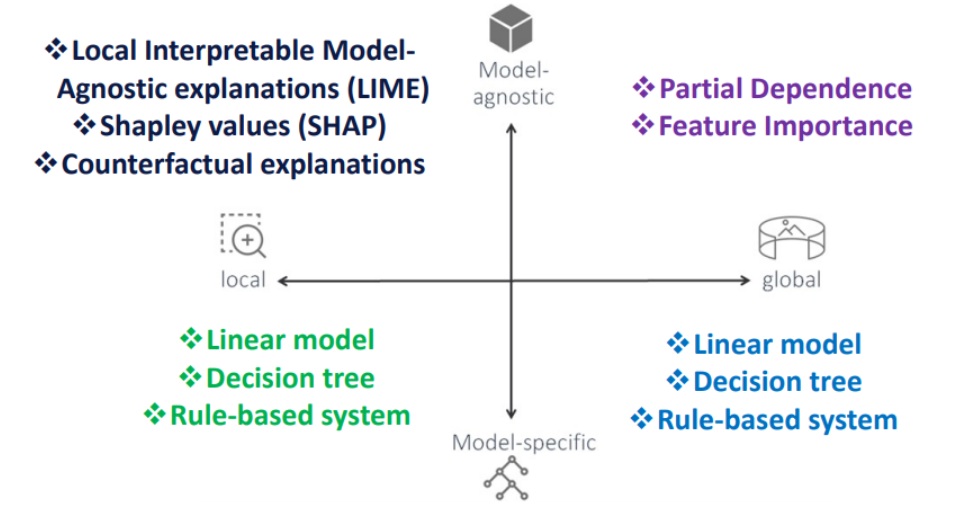 ❖Local Interpretable Model-
Agnostic explanations (LIME)
❖Shapley values (SHAP)
❖Counterfactual explanations
Model-
agnostic
❖Partial Dependence
❖Feature Importance
local
global
❖Linear model
❖Decision tree
❖Rule-based system
❖Linear model
❖Decision tree
❖Rule-based system
Model-specific